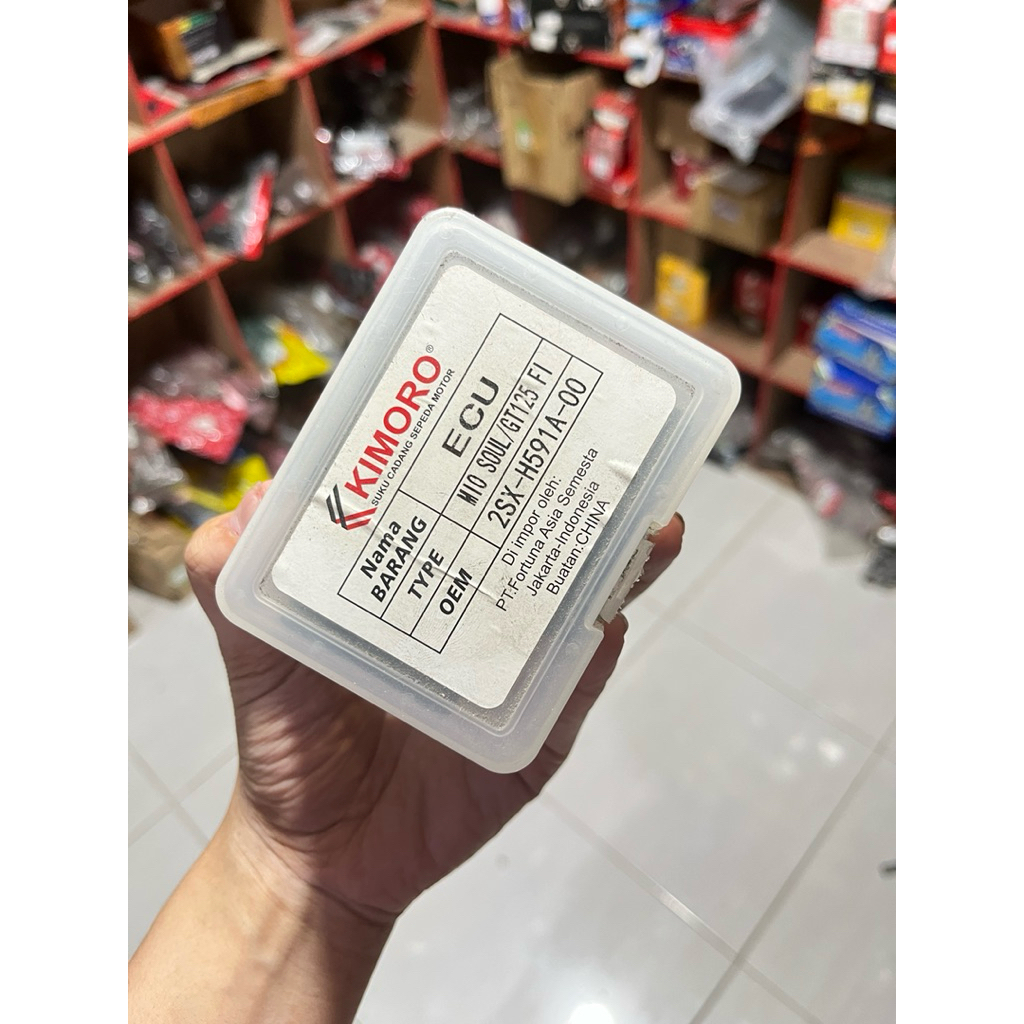 KIMORO®
SUKU CADANG SEPEDA MOTOR
Nama BARANG ECU
TYPE MIO SOUL/GT125 FI
OEM 2SX-H591A-00
Di impor oleh:
PT.Fortuna Asia Semesta
Jakarta-Indonesia
Buatan:CHINA